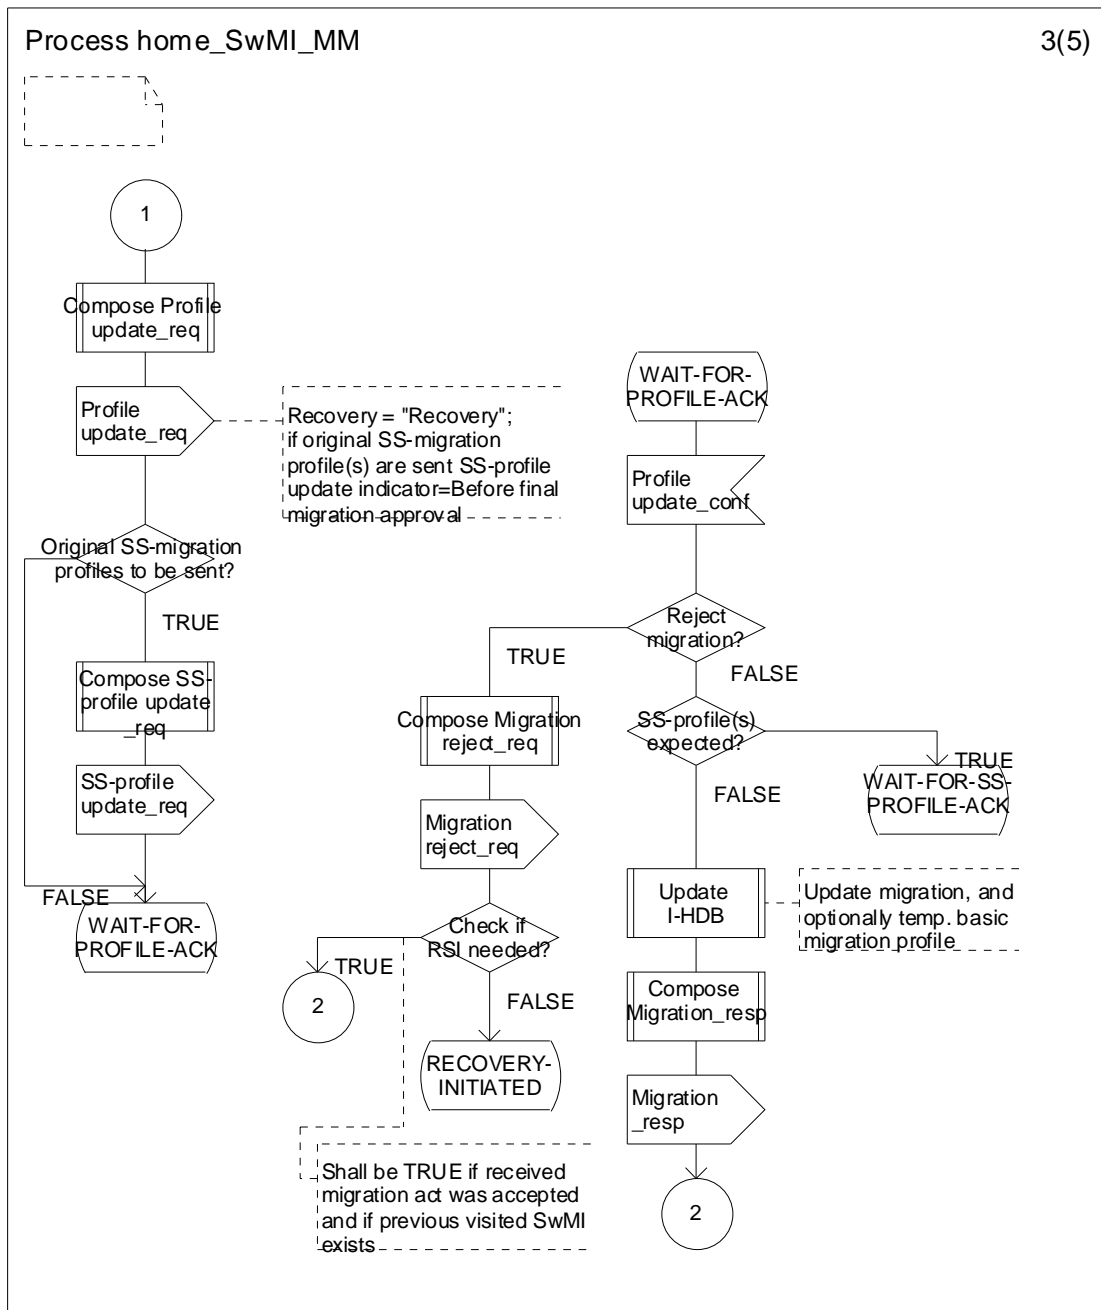 Process home_SwMI_MM
3(5)
1
Compose Profile
update_req
Profile
update_req
Recovery = "Recovery";
if original SS-migration
profile(s) are sent SS-profile
update indicator=Before final
migration approval
Original SS-migration
profiles to be sent?
TRUE
Compose SS-
profile update
_req
SS-profile
update_req
FALSE
WAIT-FOR-
PROFILE-ACK
WAIT-FOR-
PROFILE-ACK
Profile
update_conf
Reject
migration?
TRUE
FALSE
Compose Migration
reject_req
Migration
reject_req
Check if
RSI needed?
TRUE
2
FALSE
RECOVERY-
INITIATED
Shall be TRUE if received
migration act was accepted
and if previous visited SwMI
exists
SS-profile(s)
expected?
TRUE
WAIT-FOR-SS-
PROFILE-ACK
FALSE
Update
I-HDB
Update migration, and
optionally temp. basic
migration profile
Compose
Migration_resp
Migration
_resp
2